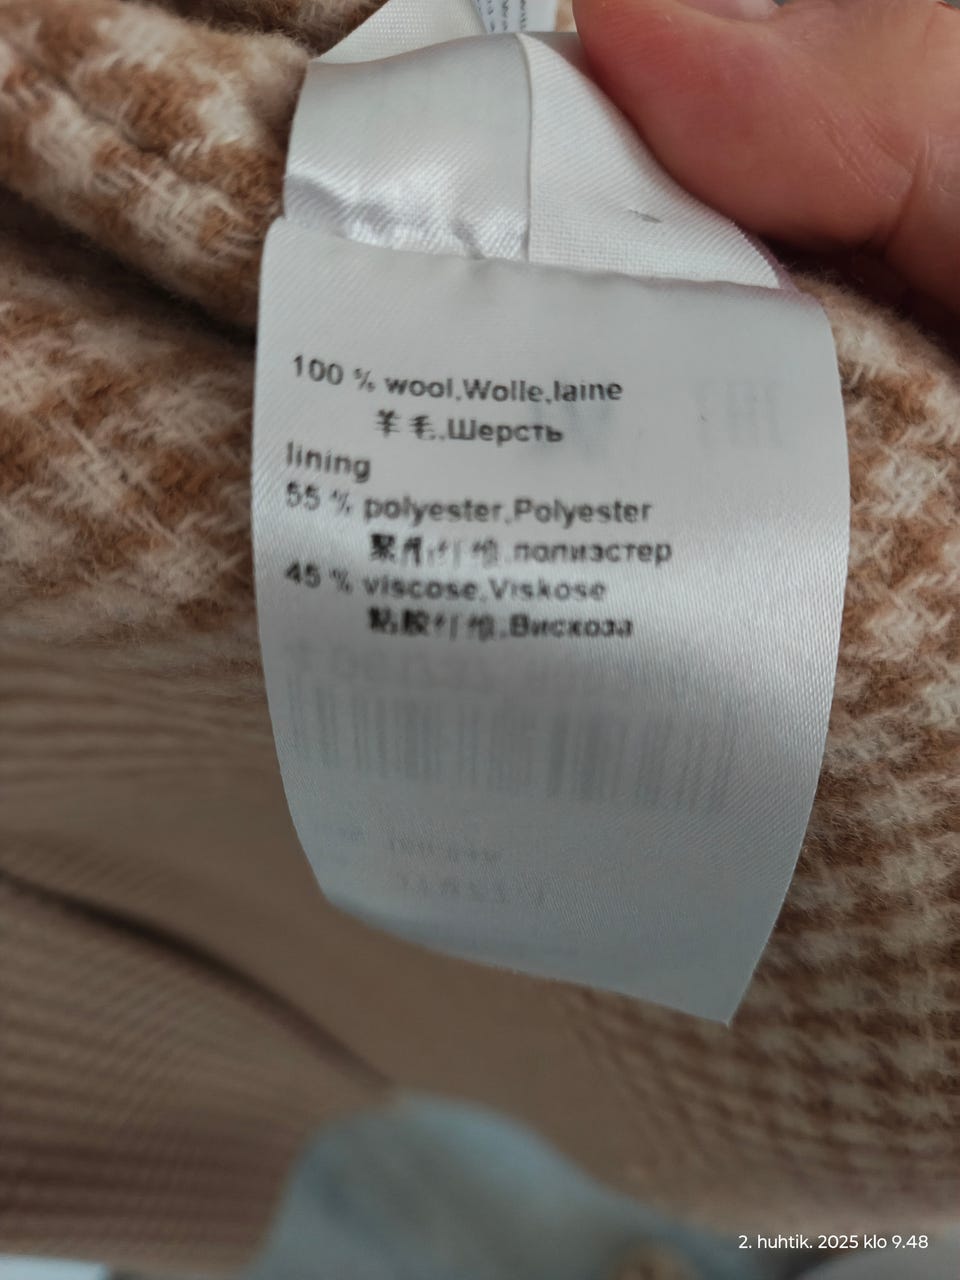 100 % wool,Wolle,laine
羊毛,Шерсть
lining
55 % polyester,Polyester
聚酯纤维,полиэстер
45 % viscose,Viskose
粘胶纤维,Вискоза
2. huhtik. 2025 klo 9.48